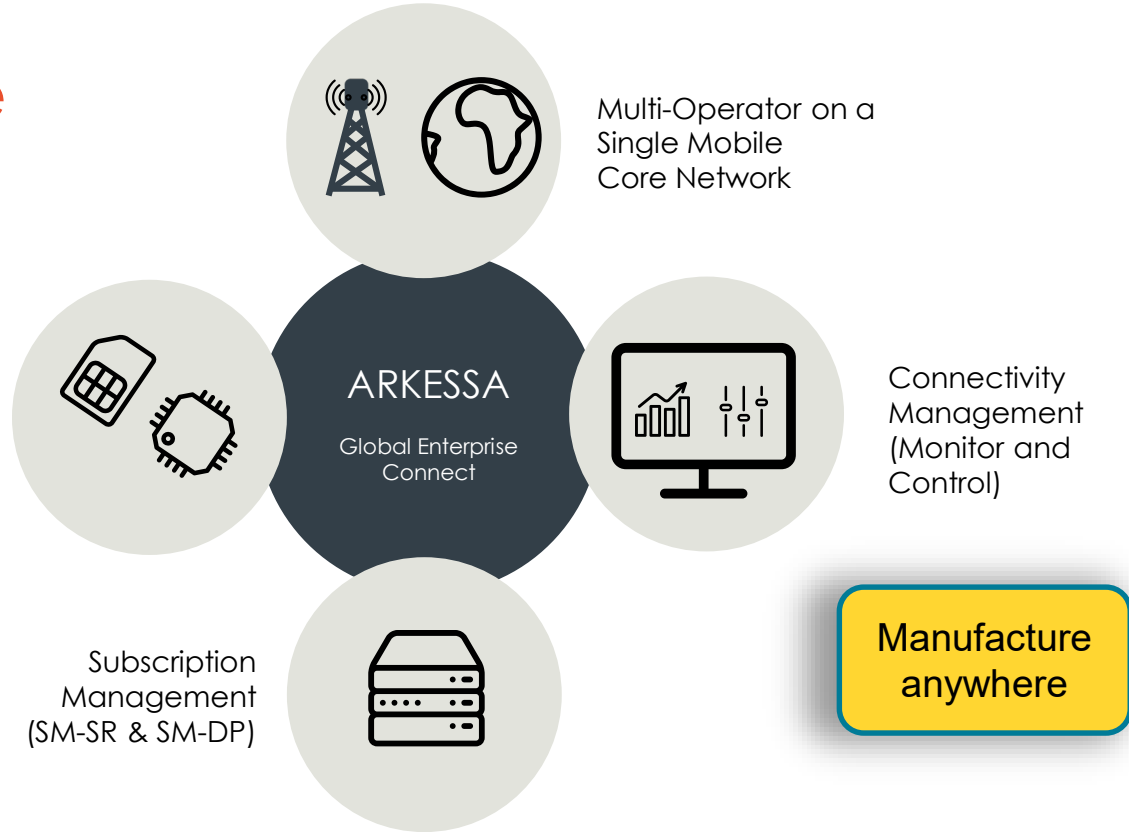 e
Multi-Operator on a
Single Mobile
Core Network
ARKESSA
Global Enterprise
Connect
Connectivity
Management
(Monitor and
Control)
Subscription
Management
(SM-SR & SM-DP)
Manufacture
anywhere